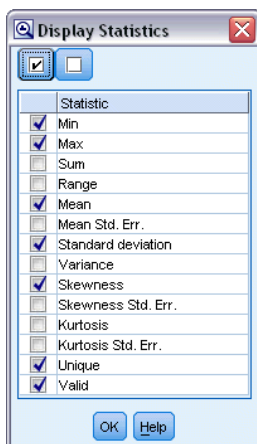 Display Statistics
Statistic
Min
Max
Sum
Range
Mean
Mean Std. Err.
Standard deviation
Variance
Skewness
Skewness Std. Err.
Kurtosis
Kurtosis Std. Err.
Unique
Valid
OK Help